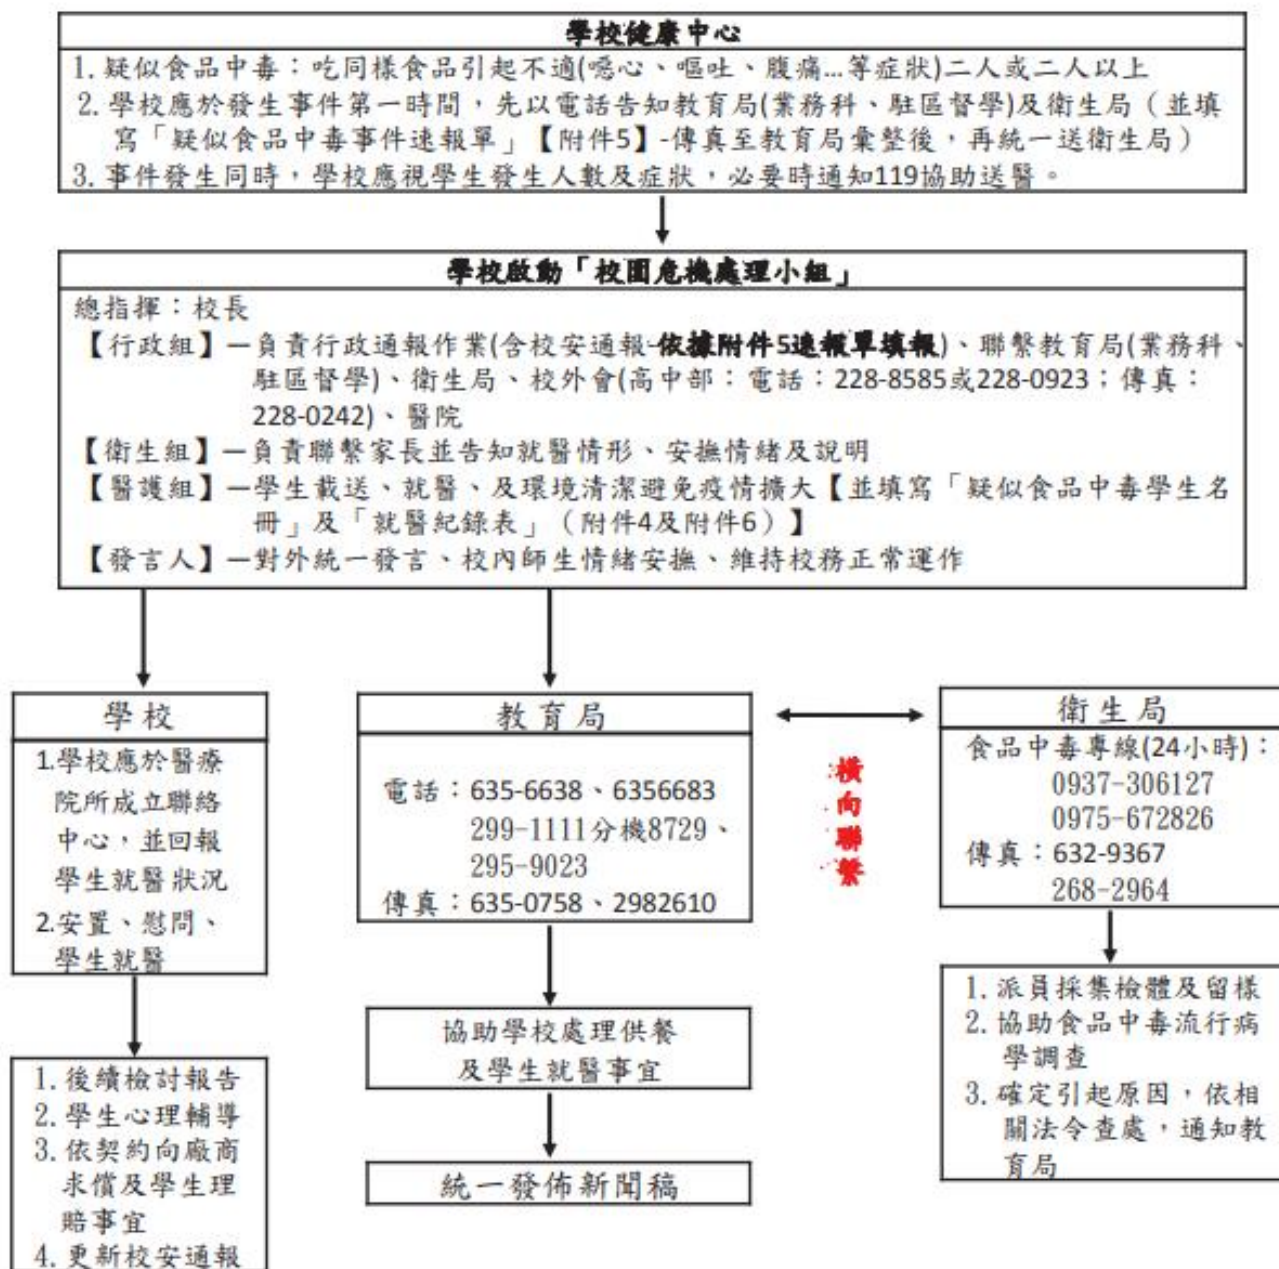 學校健康中心
1. 疑似食品中毒：吃同樣食品引起不適(噁心、嘔吐、腹痛...等症狀)二人或二人以上
2. 學校應於發生事件第一時間，先以電話告知教育局(業務科、駐區督學)及衛生局（並填
寫「疑似食品中毒事件速報單」【附件5】-傳真至教育局彙整後，再統一送衛生局）
3. 事件發生同時，學校應視學生發生人數及症狀，必要時通知119協助送醫。
學校啟動「校園危機處理小組」
總指揮：校長
【行政組】—負責行政通報作業(含校安通報-依據附件5速報單填報)、聯繫教育局(業務科、
駐區督學)、衛生局、校外會(高中部：電話：228-8585或228-0923；傳真：
228-0242)、醫院
【衛生組】—負責聯繫家長並告知就醫情形、安撫情緒及說明
【醫護組】—學生載送、就醫、及環境清潔避免疫情擴大【並填寫「疑似食品中毒學生名
冊」及「就醫紀錄表」（附件4及附件6）】
【發言人】—對外統一發言、校內師生情緒安撫、維持校務正常運作
學校
1.學校應於醫療
院所成立聯絡
中心，並回報
學生就醫狀況
2.安置、慰問、
學生就醫
1. 後續檢討報告
2. 學生心理輔導
3. 依契約向廠商
求償及學生理
賠事宜
4. 更新校安通報
教育局
電話：635-6638、6356683
299-1111分機8729、
295-9023
傳真：635-0758、2982610
協助學校處理供餐
及學生就醫事宜
統一發佈新聞稿
橫向聯繫
衛生局
食品中毒專線(24小時)：
0937-306127
0975-672826
傳真：632-9367
268-2964
1. 派員採集檢體及留樣
2. 協助食品中毒流行病
學調查
3. 確定引起原因，依相
關法令查處，通知教
育局